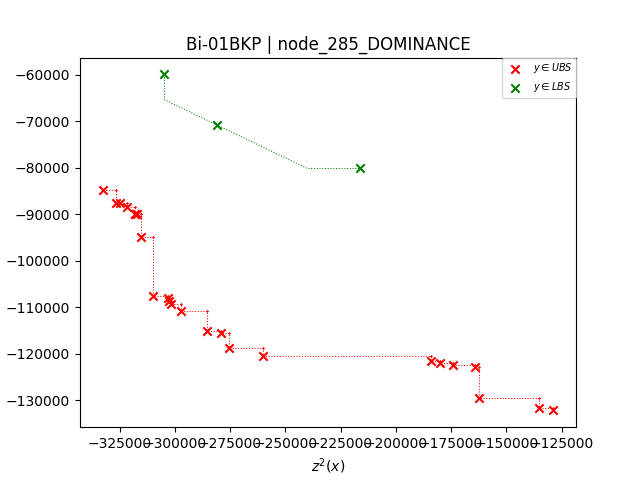 Bi-01BKP | node_285_DOMINANCE
y ∈ UBS
y ∈ LBS
−60000
−70000
−80000
−90000
−100000
−110000
−120000
−130000
−325000 −300000 −275000 −250000 −225000 −200000 −175000 −150000 −125000
z²(x)